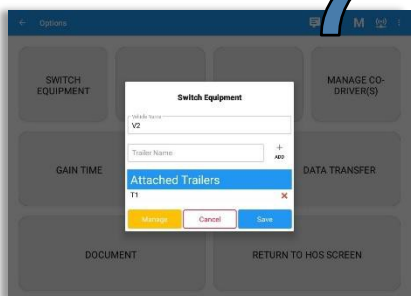 Options
M
SWITCH
EQUIPMENT
MANAGE CO-
DRIVER(S)
Switch Equipment
Vehicle Name
V2
Trailer Name
+
ADD
Attached Trailers
T1
GAIN TIME
DATA TRANSFER
Manage
Cancel
Save
DOCUMENT
RETURN TO HOS SCREEN